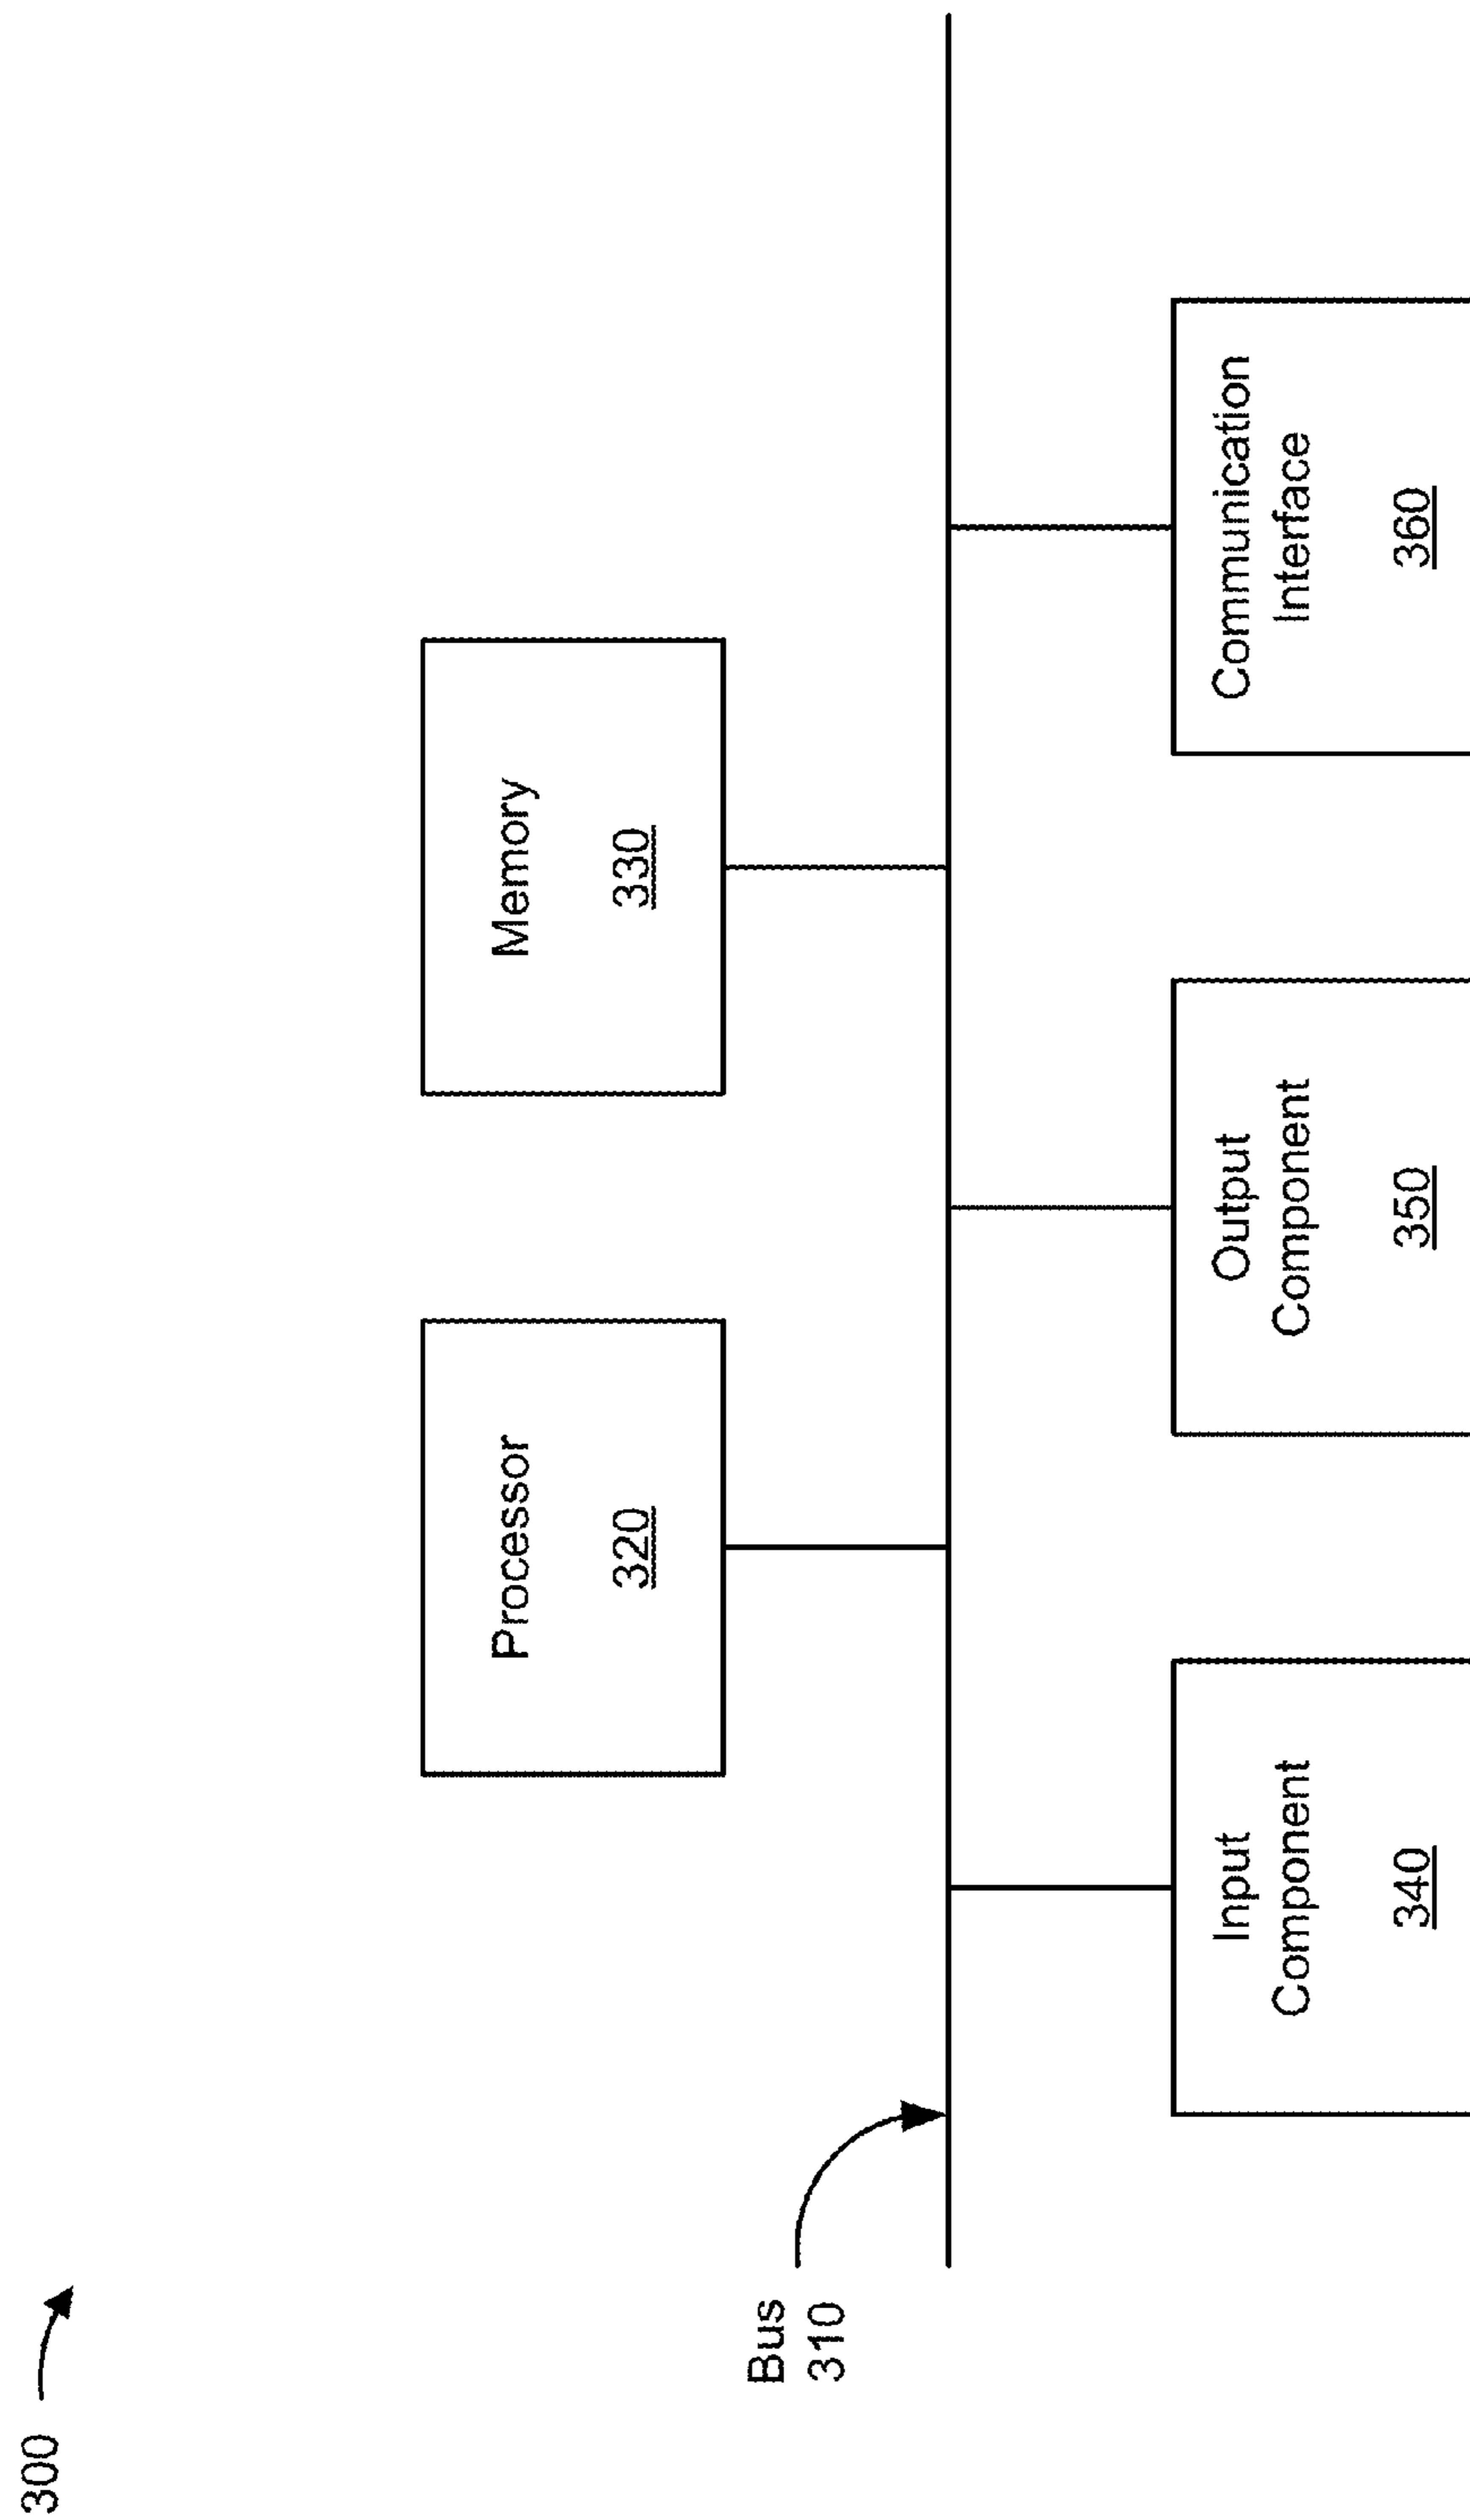 300
Processor
320
Memory
330
Bus
310
Input
Component
340
Output
Component
350
Communication
Interface
360